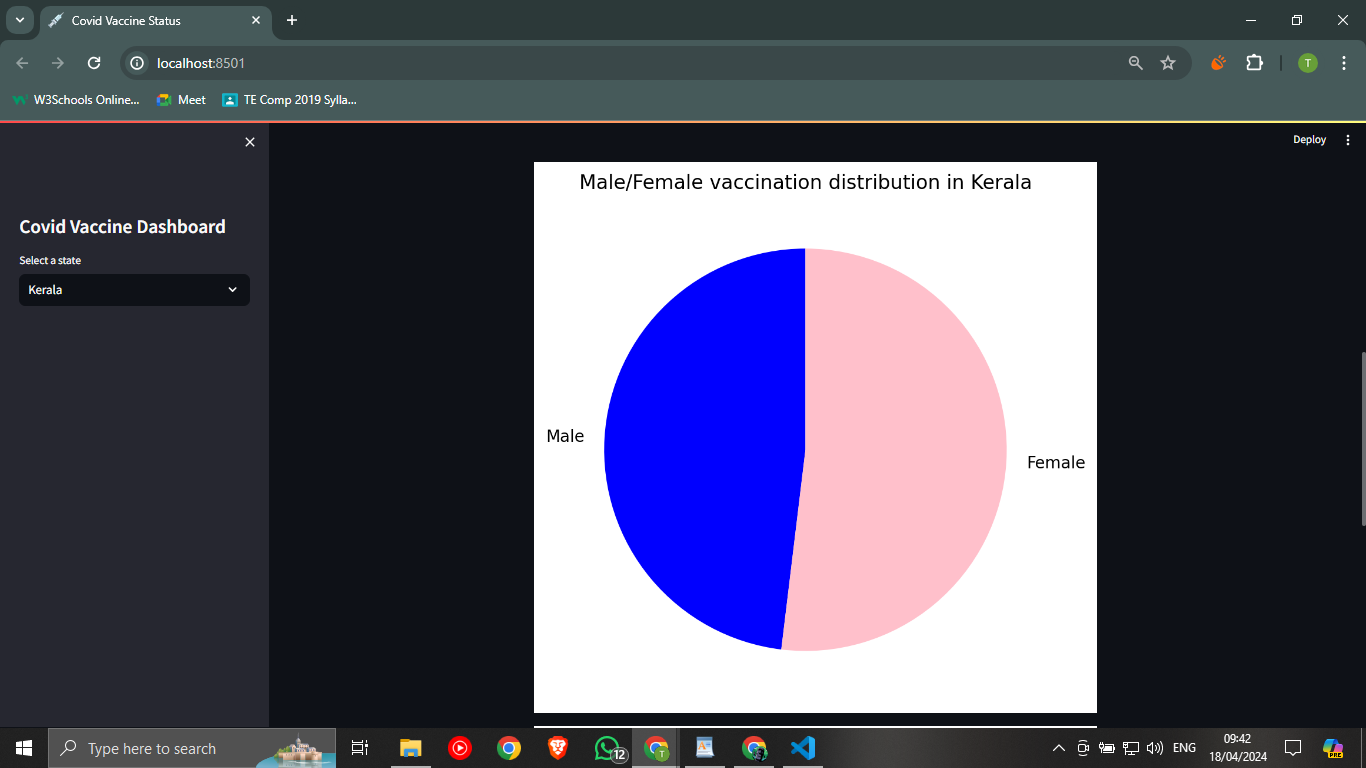 Covid Vaccine Status
localhost:8501
W3Schools Online...
Meet
TE Comp 2019 Sylla...
T
Deploy
Covid Vaccine Dashboard
Select a state
Kerala
Male/Female vaccination distribution in Kerala
Male
Female
Type here to search
12
T
ENG
09:42
18/04/2024
PRE